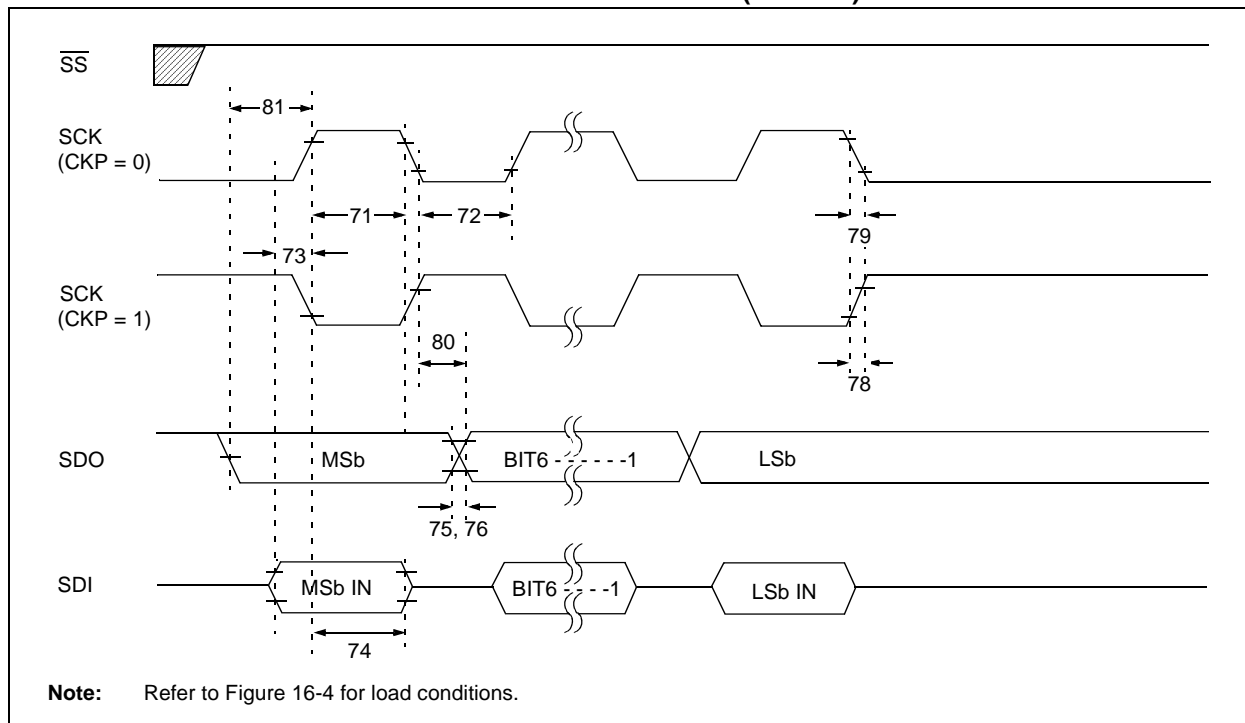 SS
81
SCK
(CKP = 0)
71
72
79
73
SCK
(CKP = 1)
80
78
SDO
MSb
BIT6 - - - - - -1
LSb
75, 76
SDI
MSb IN
BIT6 - - - -1
LSb IN
74
Note: Refer to Figure 16-4 for load conditions.